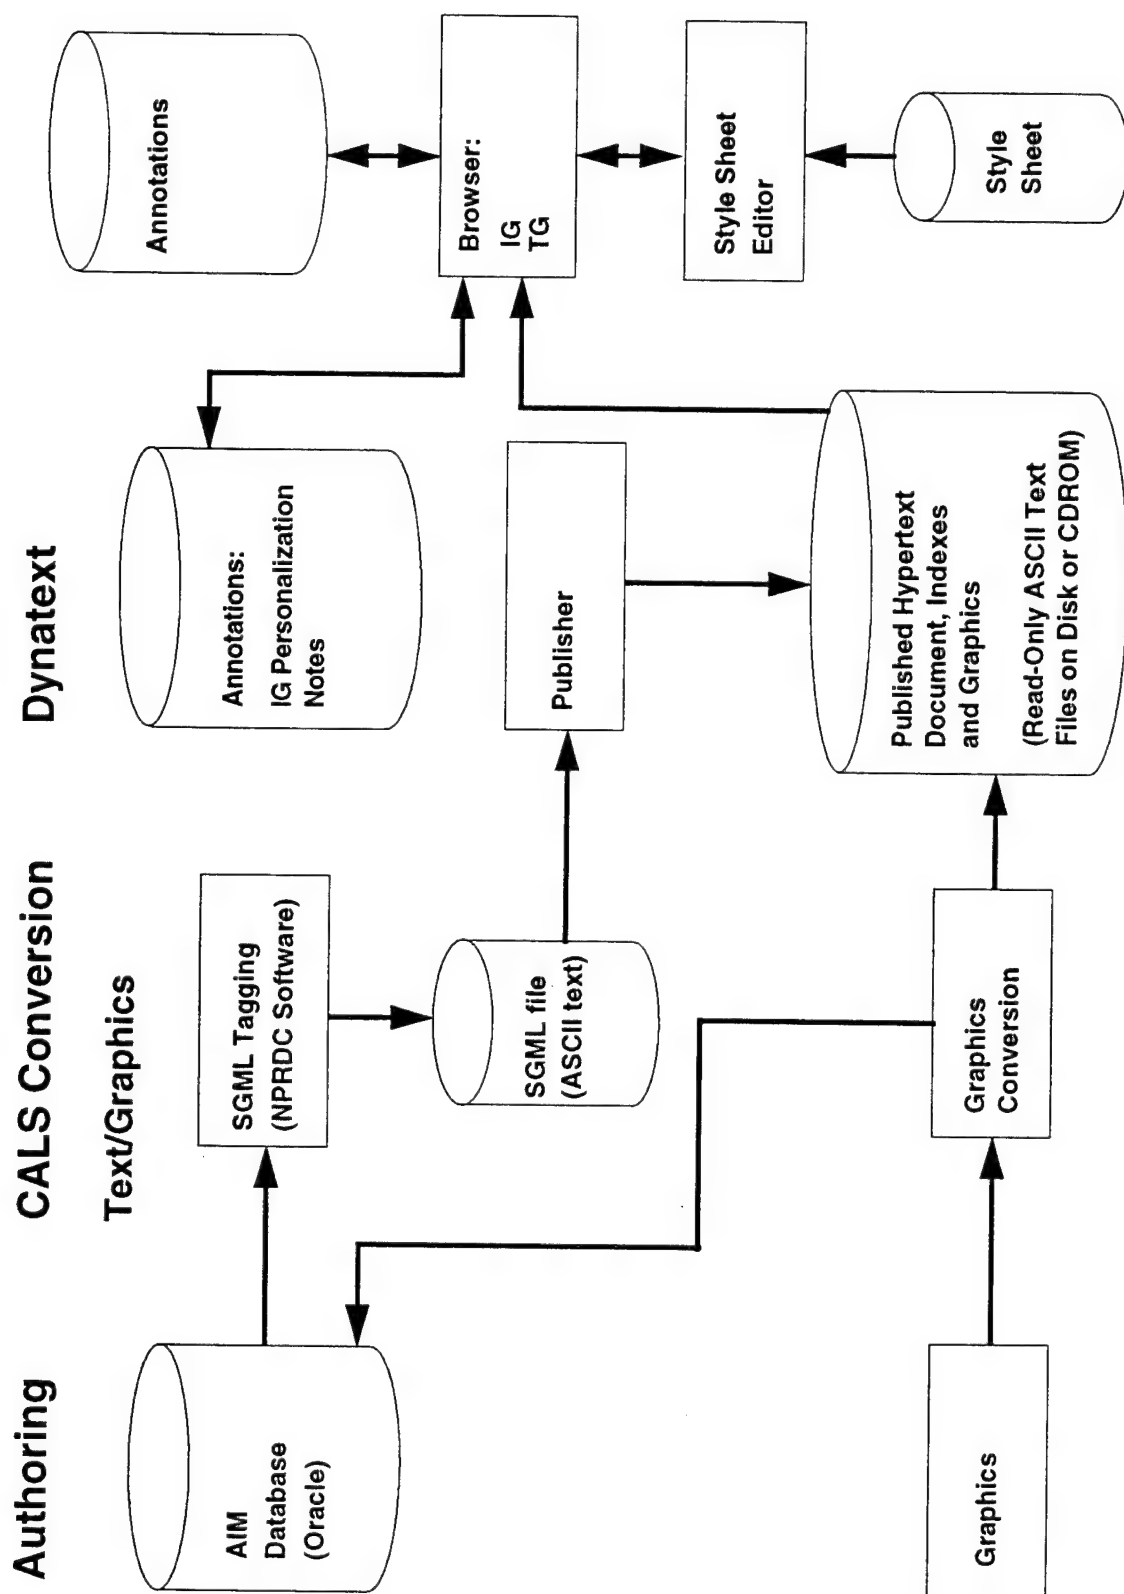 Authoring
CALS Conversion
Dynatext
Text/Graphics
AIM
Database
(Oracle)
SGML Tagging
(NPRDC Software)
SGML file
(ASCII text)
Annotations:
IG Personalization
Notes
Publisher
Annotations
Browser:
IG
TG
Style Sheet
Editor
Style
Sheet
Published Hypertext
Document, Indexes
and Graphics
(Read-Only ASCII Text
Files on Disk or CDROM)
Graphics
Conversion
Graphics